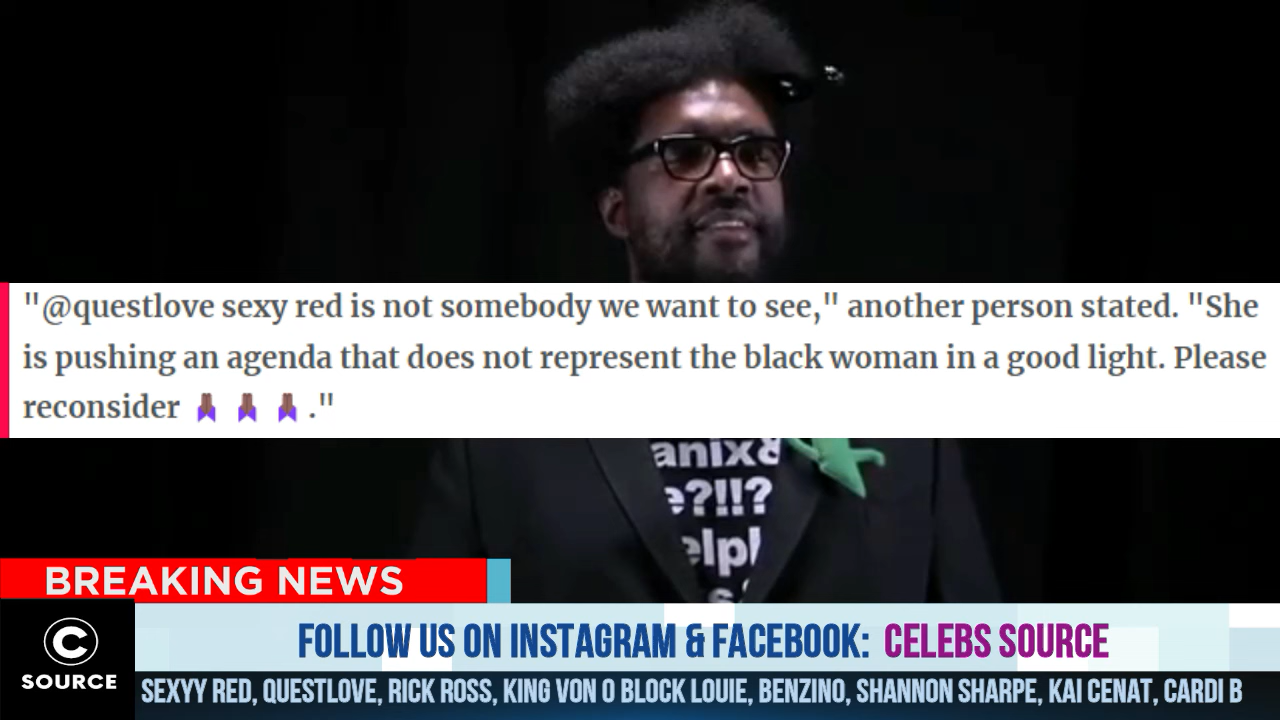 "@questlove sexy red is not somebody we want to see," another person stated. "She
is pushing an agenda that does not represent the black woman in a good light. Please
reconsider 🙏🏾 🙏🏾 🙏🏾 ."
anix&
e?!!?
elpl
BREAKING NEWS
C
SOURCE
FOLLOW US ON INSTAGRAM & FACEBOOK: CELEBS SOURCE
SEXYY RED, QUESTLOVE, RICK ROSS, KING VON O BLOCK LOUIE, BENZINO, SHANNON SHARPE, KAI CENAT, CARDI B